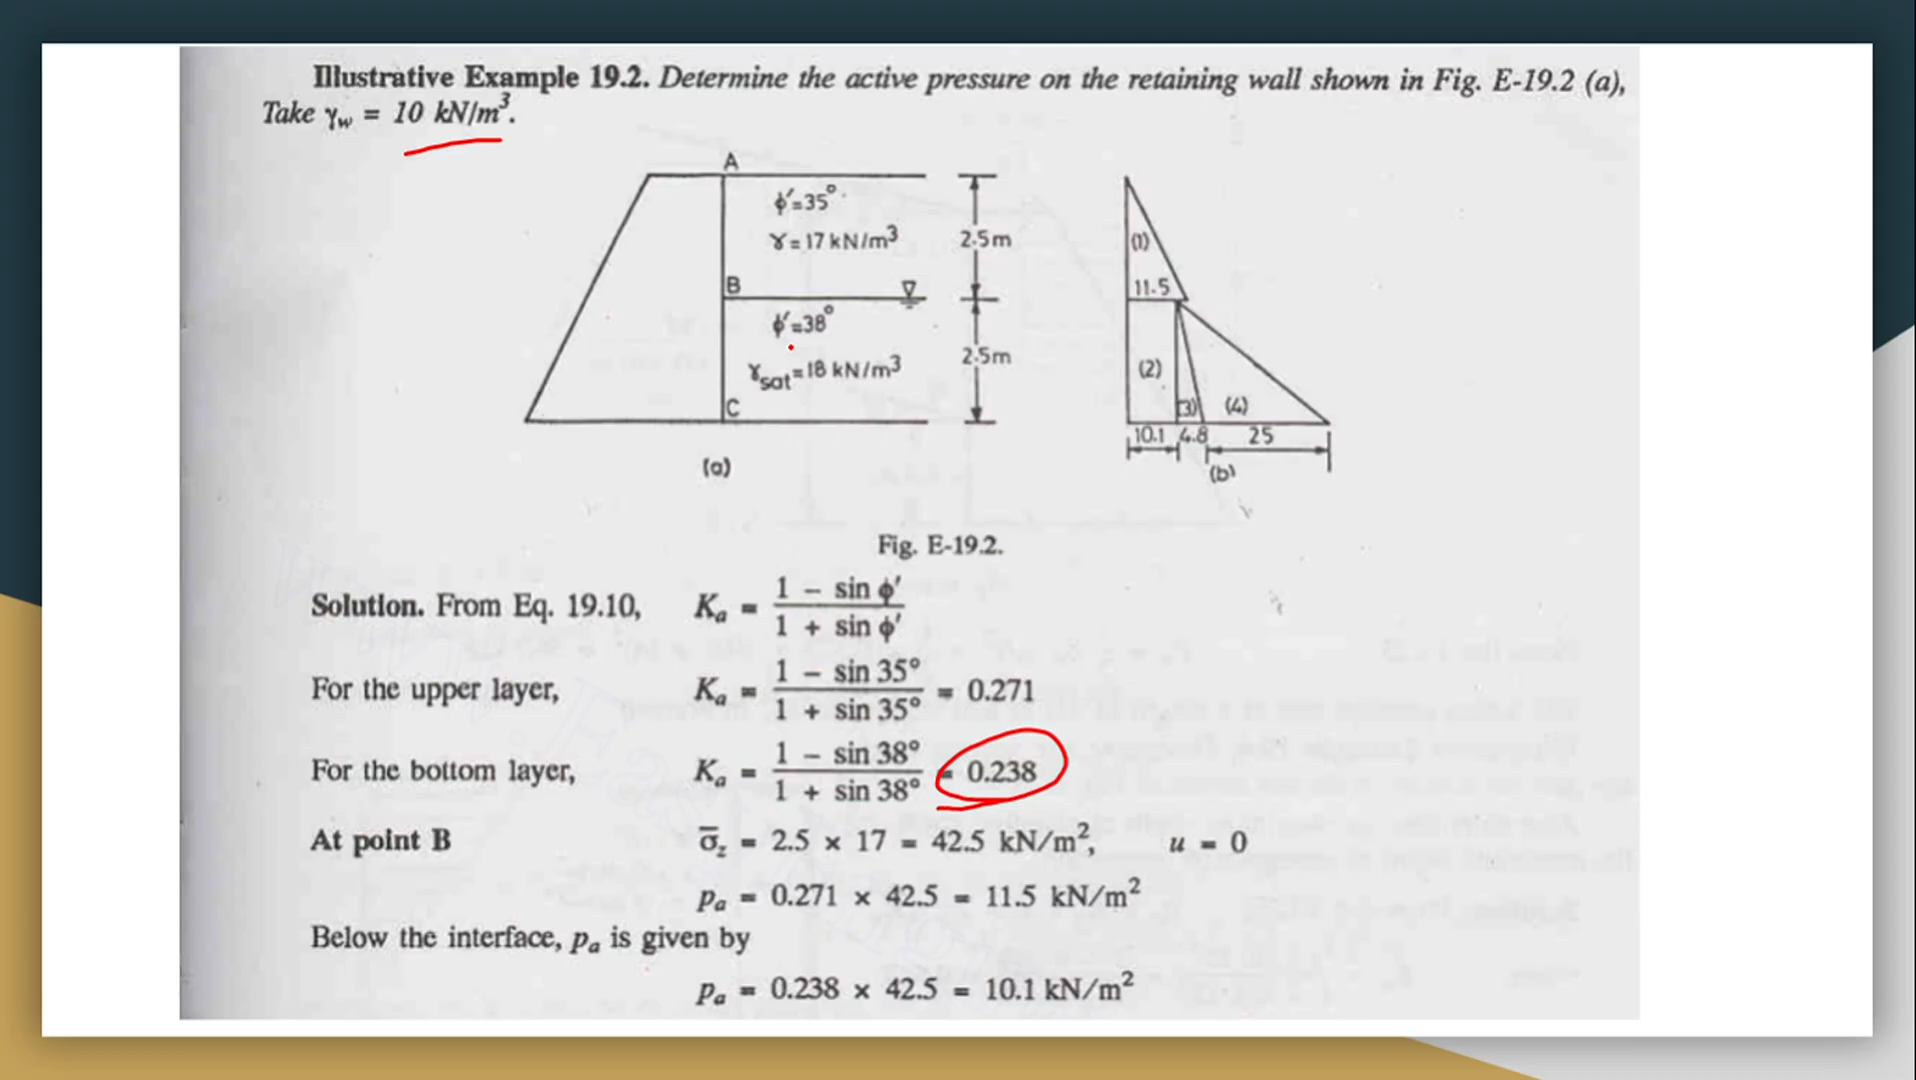 Illustrative Example 19.2. Determine the active pressure on the retaining wall shown in Fig. E-19.2 (a),
Take γw = 10 kN/m³.
A
ϕ′=35°
γ=17 kN/m³
2.5m
B
ϕ′=38°
γsat=18 kN/m³
2.5m
C
(a)
(1)
11.5
(2)
(3)
(4)
10.1 4.8 25
(b)
Fig. E-19.2.
Solution. From Eq. 19.10, Ka = (1 - sin ϕ′)/(1 + sin ϕ′)
For the upper layer, Ka = (1 - sin 35°)/(1 + sin 35°) = 0.271
For the bottom layer, Ka = (1 - sin 38°)/(1 + sin 38°) = 0.238
At point B σ̄z = 2.5 × 17 = 42.5 kN/m², u = 0
pa = 0.271 × 42.5 = 11.5 kN/m²
Below the interface, pa is given by
pa = 0.238 × 42.5 = 10.1 kN/m²